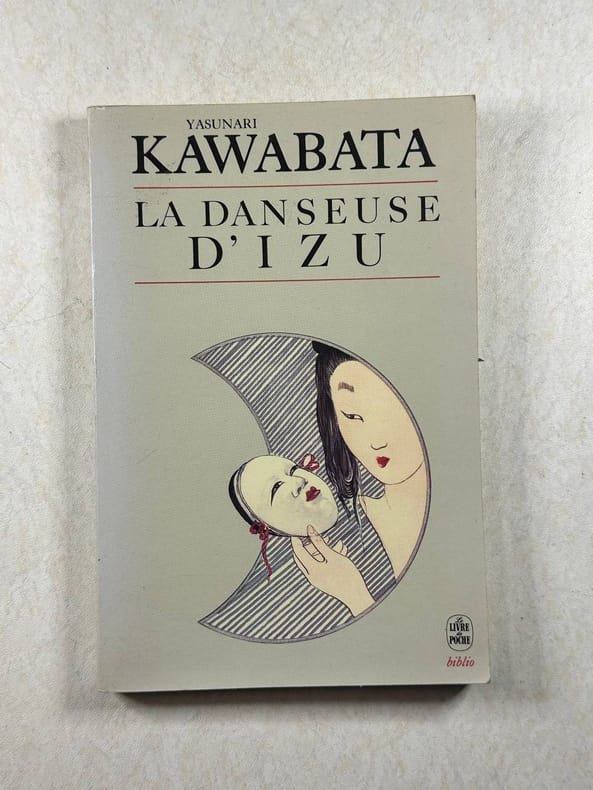 YASUNARI
KAWABATA
LA DANSEUSE
D'IZU
Le
LIVRE
de
POCHE
biblio